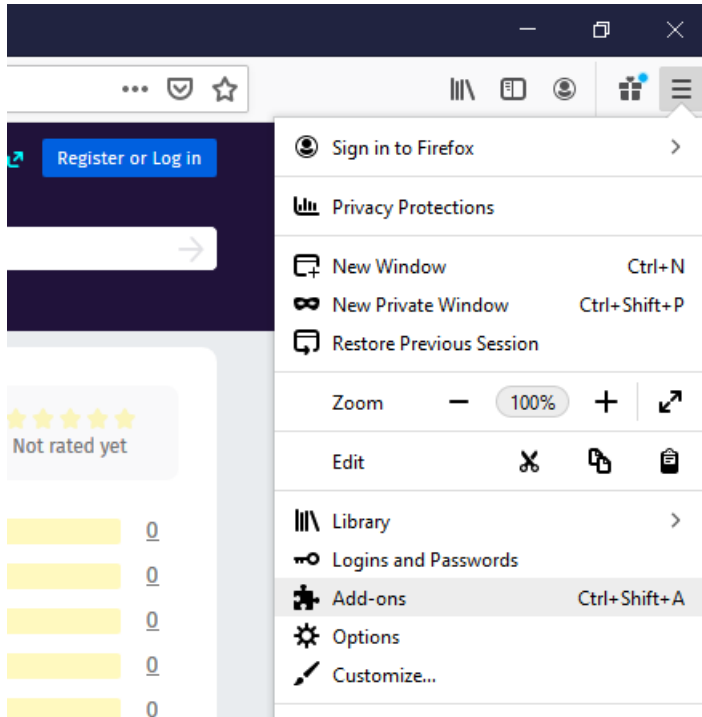 Register or Log in
Sign in to Firefox
Privacy Protections
New Window Ctrl+N
New Private Window Ctrl+Shift+P
Restore Previous Session
Zoom 100%
Not rated yet
Edit
Library
0
Logins and Passwords
0
Add-ons Ctrl+Shift+A
0
Options
0
Customize...
0